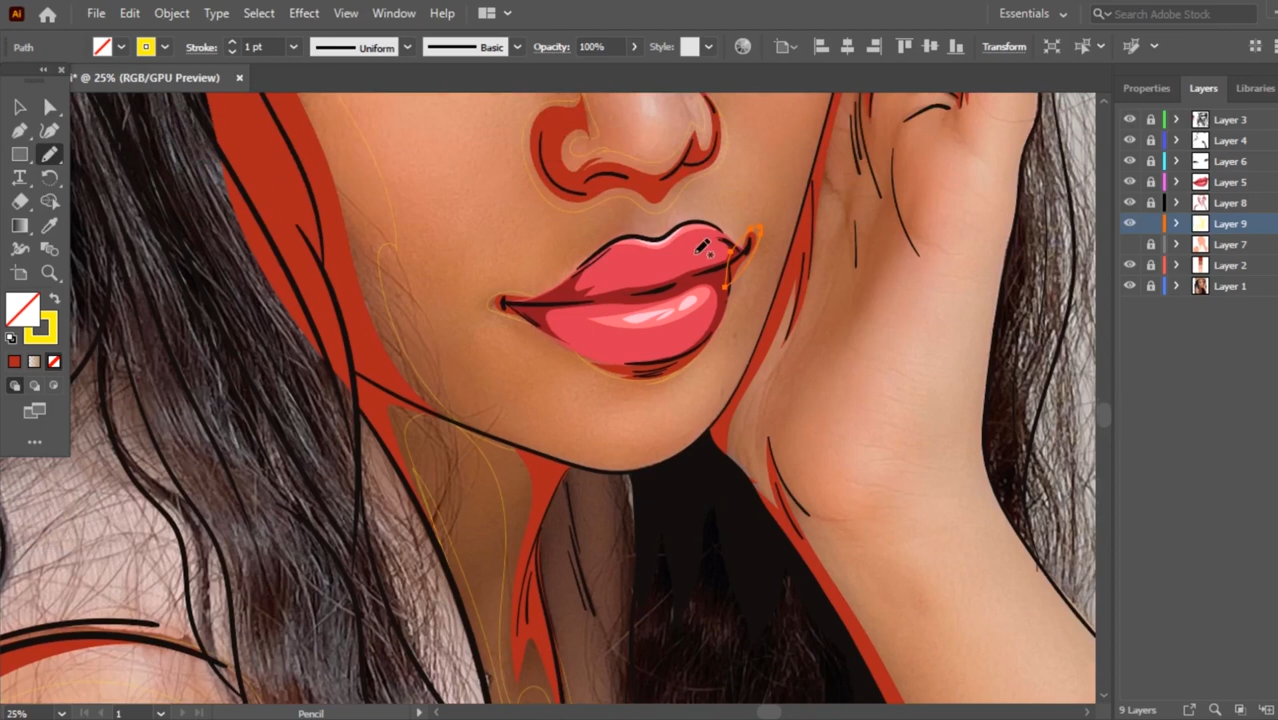 Ai File Edit Object Type Select Effect View Window Help Essentials Search Adobe Stock
Path Stroke: 1 pt Uniform Basic Opacity: 100% Style: Transform
i* @ 25% (RGB/GPU Preview)
Properties Layers Libraries
Layer 3
Layer 4
Layer 6
Layer 5
Layer 8
Layer 9
Layer 7
Layer 2
Layer 1
25% 1 Pencil 9 Layers